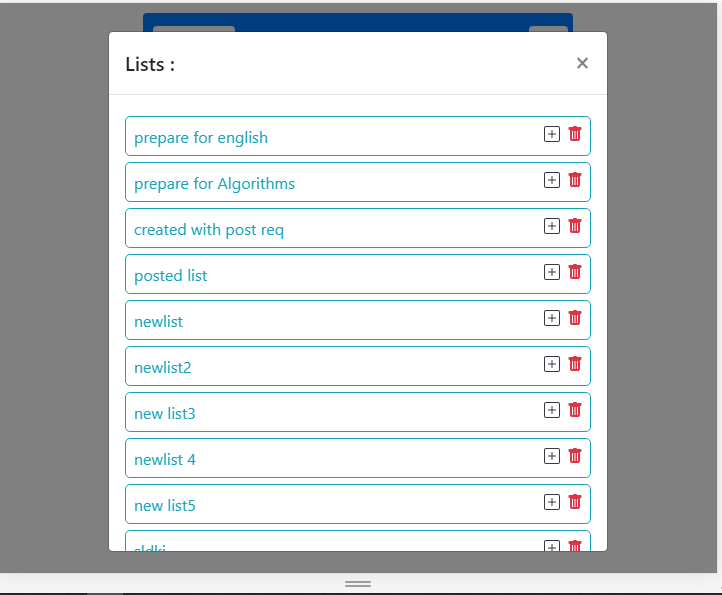 Lists :
prepare for english
prepare for Algorithms
created with post req
posted list
newlist
newlist2
new list3
newlist 4
new list5